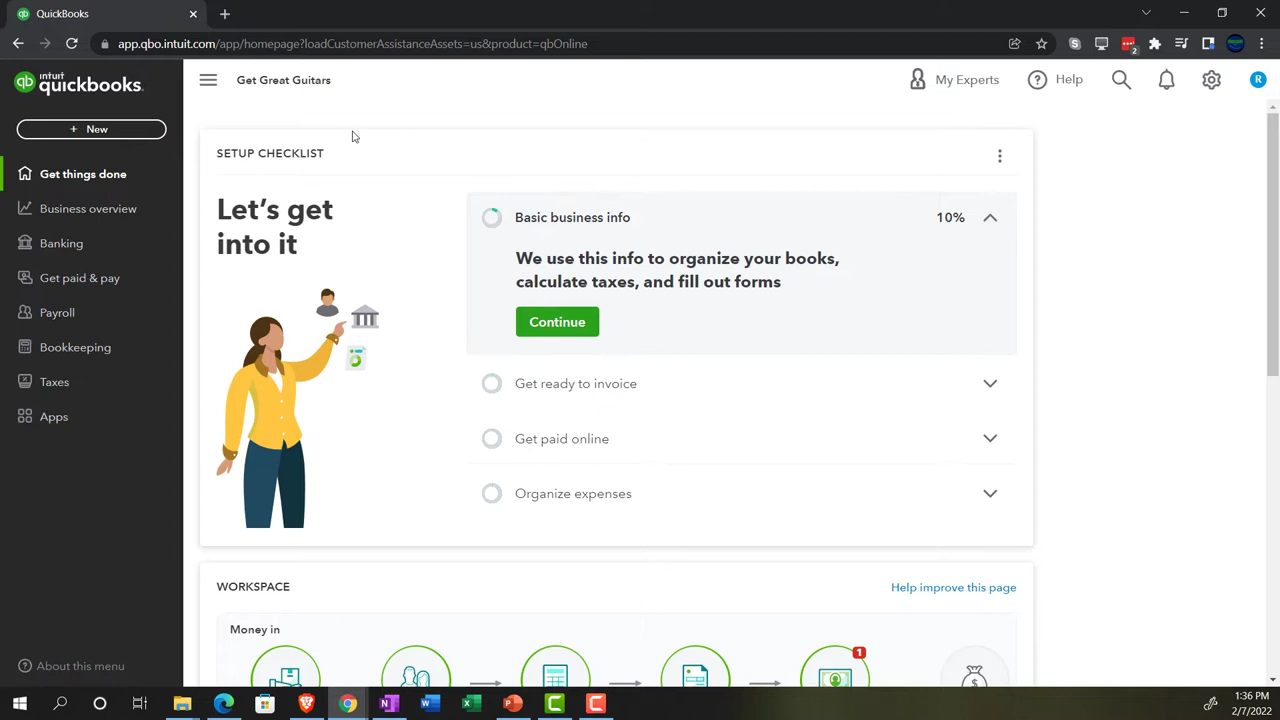 QuickBooks
app.qbo.intuit.com/app/homepage?loadCustomerAssistanceAssets=us&product=qbOnline
2
qb intuit quickbooks.
Get Great Guitars
My Experts
Help
R
+ New
Get things done
Business overview
Banking
Get paid & pay
Payroll
Bookkeeping
Taxes
Apps
About this menu
SETUP CHECKLIST
Let's get
into it
Basic business info
10%
We use this info to organize your books,
calculate taxes, and fill out forms
Continue
Get ready to invoice
Get paid online
Organize expenses
WORKSPACE
Help improve this page
Money in
1
1:36 PM
2/7/2022